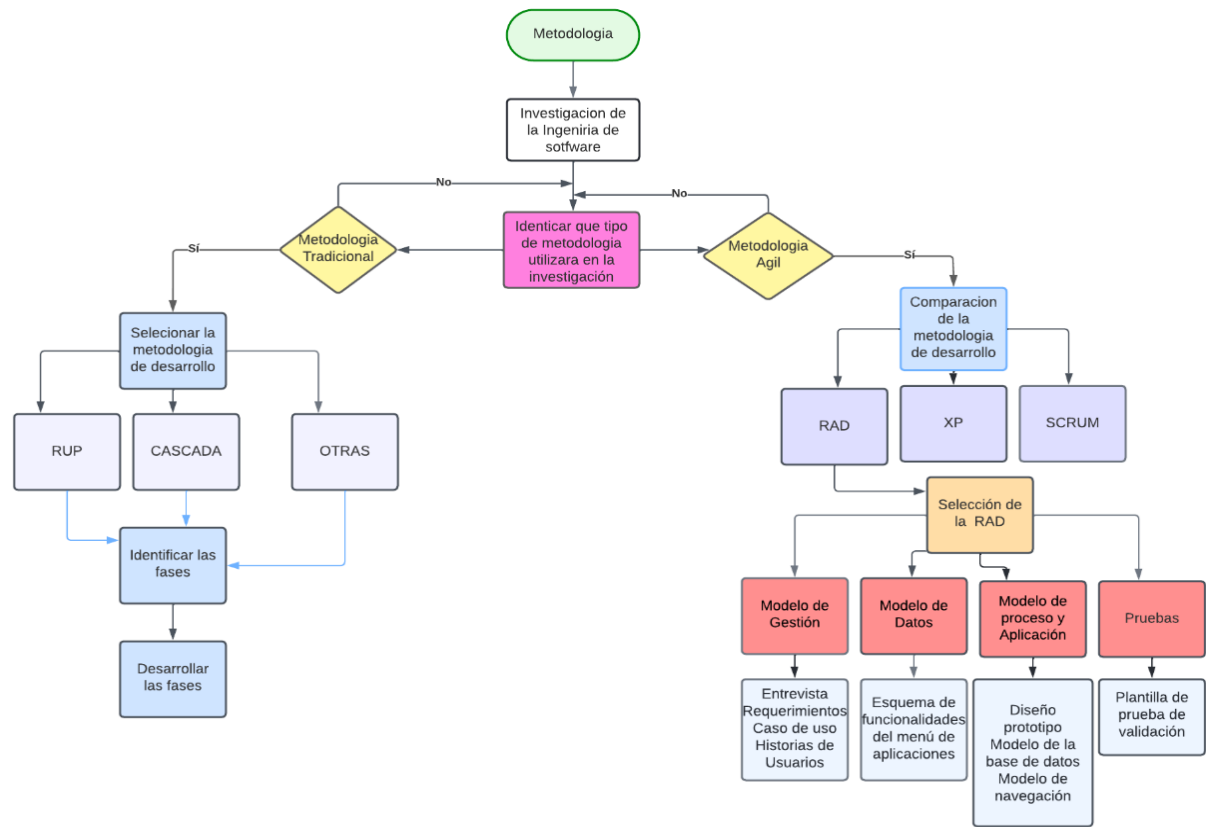 Metodologia
Investigacion de
la Ingeniria de
sotfware
No
No
Identicar que tipo
de metodologia
utilizara en la
investigación
Metodologia
Tradicional
Metodologia
Agil
Sí
Sí
Selecionar la
metodologia
de desarrollo
Comparacion
de la
metodologia
de desarrollo
RUP
CASCADA
OTRAS
RAD
XP
SCRUM
Identificar las
fases
Desarrollar
las fases
Selección de
la RAD
Modelo de
Gestión
Modelo de
Datos
Modelo de
proceso y
Aplicación
Pruebas
Entrevista
Requerimientos
Caso de uso
Historias de
Usuarios
Esquema de
funcionalidades
del menú de
aplicaciones
Diseño
prototipo
Modelo de la
base de datos
Modelo de
navegación
Plantilla de
prueba de
validación